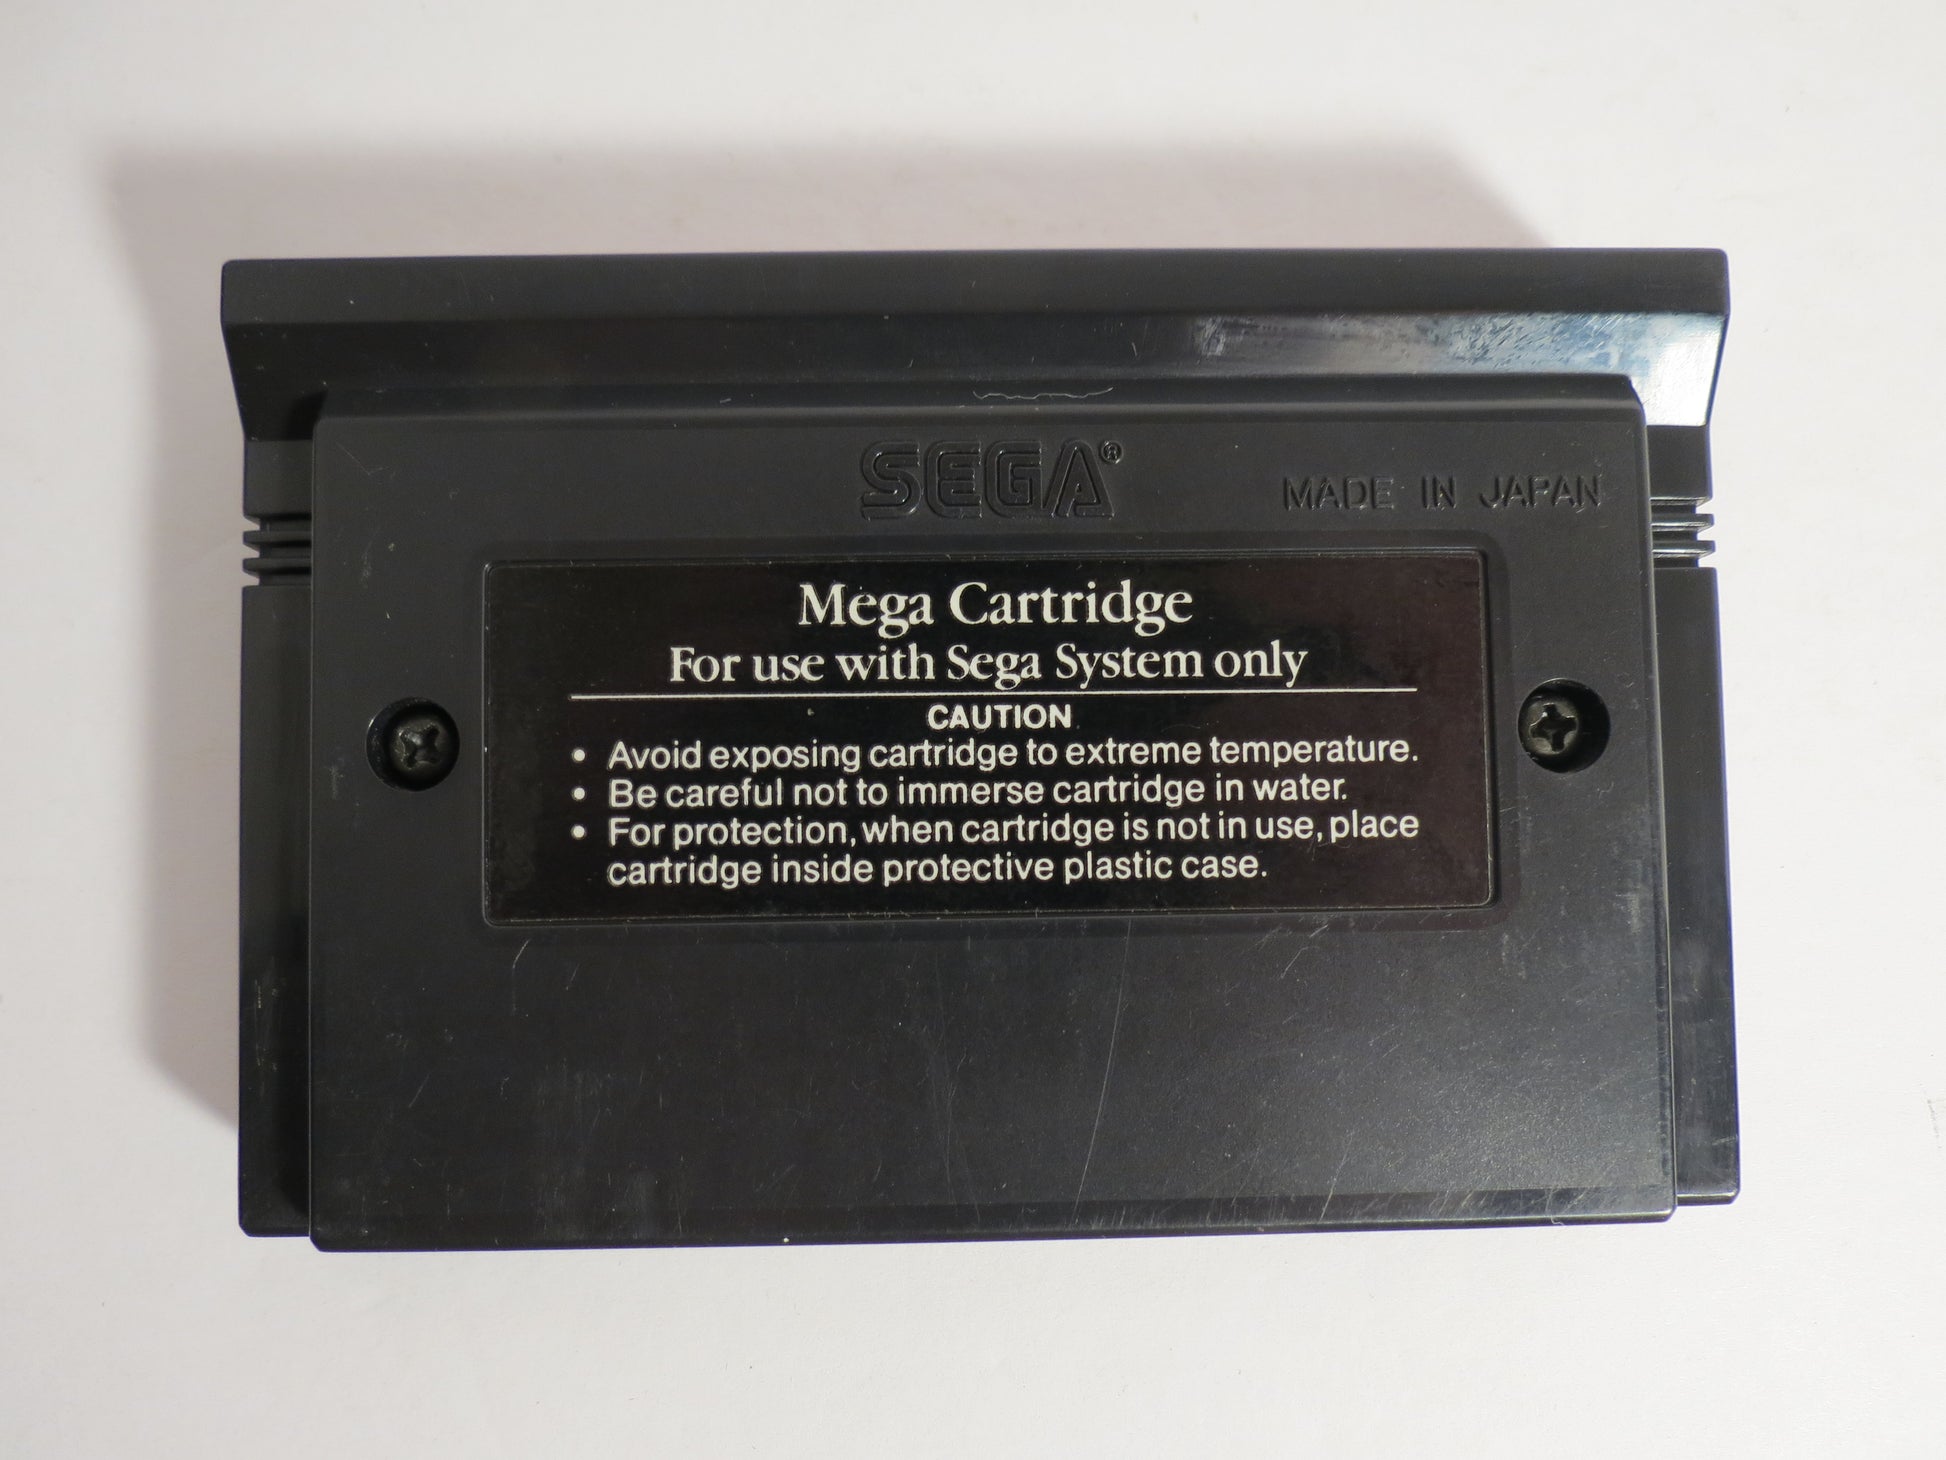 SEGA®
MADE IN JAPAN
Mega Cartridge
For use with Sega System only
CAUTION
• Avoid exposing cartridge to extreme temperature.
• Be careful not to immerse cartridge in water.
• For protection, when cartridge is not in use, place
cartridge inside protective plastic case.